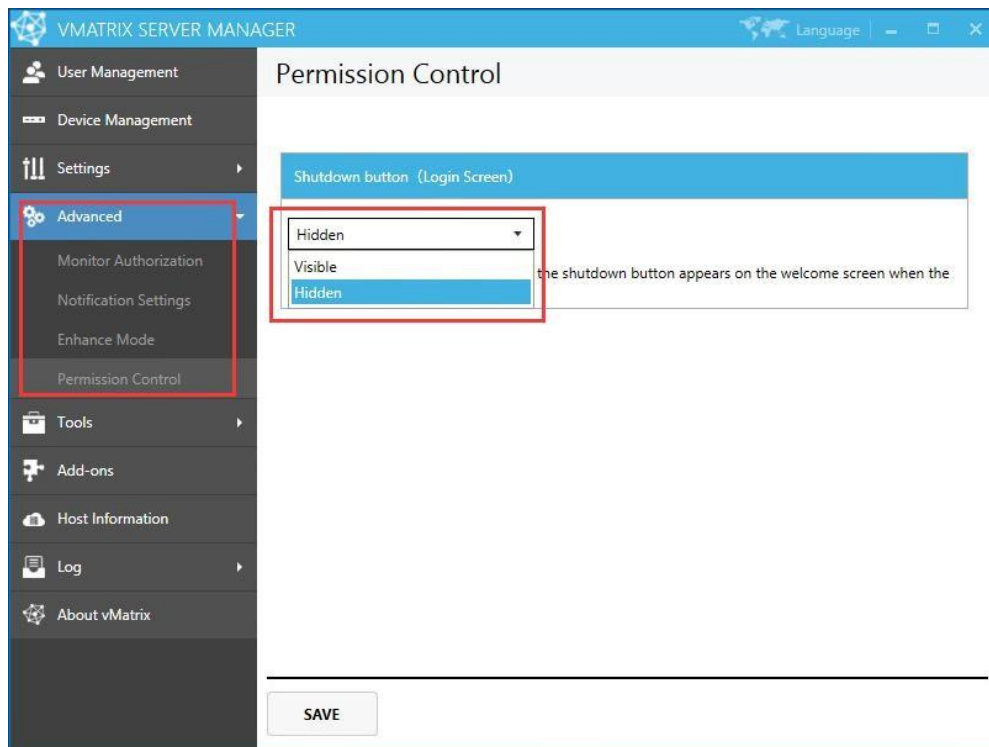 VMATRIX SERVER MANAGER
Language
User Management
Device Management
Settings
Advanced
Monitor Authorization
Notification Settings
Enhance Mode
Permission Control
Tools
Add-ons
Host Information
Log
About vMatrix
Permission Control
Shutdown button (Login Screen)
Hidden
Visible
the shutdown button appears on the welcome screen when the
Hidden
SAVE